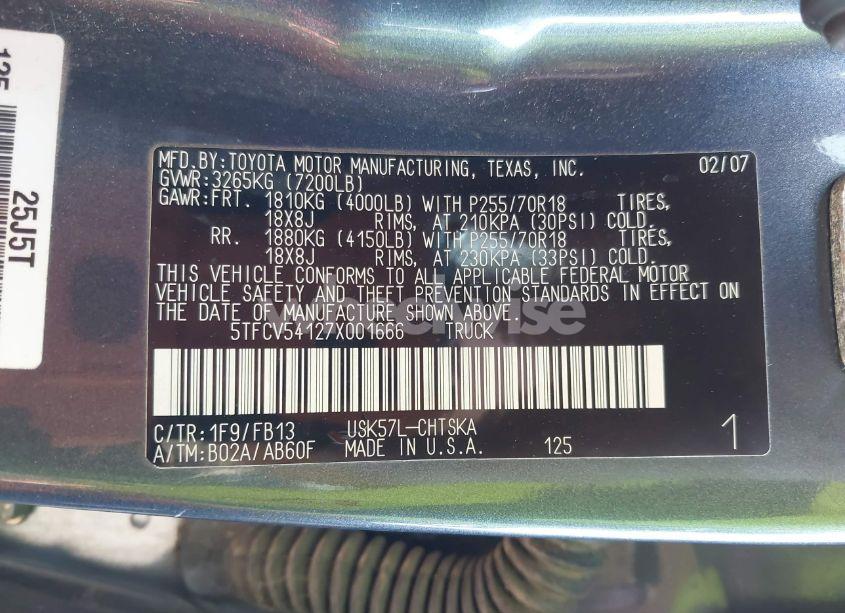 MFD.BY:TOYOTA MOTOR MANUFACTURING, TEXAS, INC. 02/07
GVWR:3265KG (7200LB)
GAWR:FRT. 1810KG (4000LB) WITH P255/70R18 TIRES,
18X8J RIMS, AT 210KPA (30PSI) COLD.
RR. 1880KG (4150LB) WITH P255/70R18 TIRES,
18X8J RIMS, AT 230KPA (33PSI) COLD.
THIS VEHICLE CONFORMS TO ALL APPLICABLE FEDERAL MOTOR
VEHICLE SAFETY AND THEFT PREVENTION STANDARDS IN EFFECT ON
THE DATE OF MANUFACTURE SHOWN ABOVE.
5TFCV54127X001666 TRUCK
C/TR:1F9/FB13 USK57L-CHTSKA
A/TM:B02A/AB60F MADE IN U.S.A. 125 1
125
25J5T
wheelwise